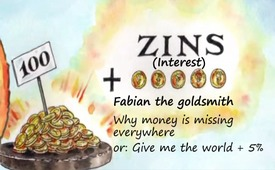 100
ZINS
(Interest)
+
Fabian the goldsmith
Why money is missing
everywhere
or: Give me the world + 5%